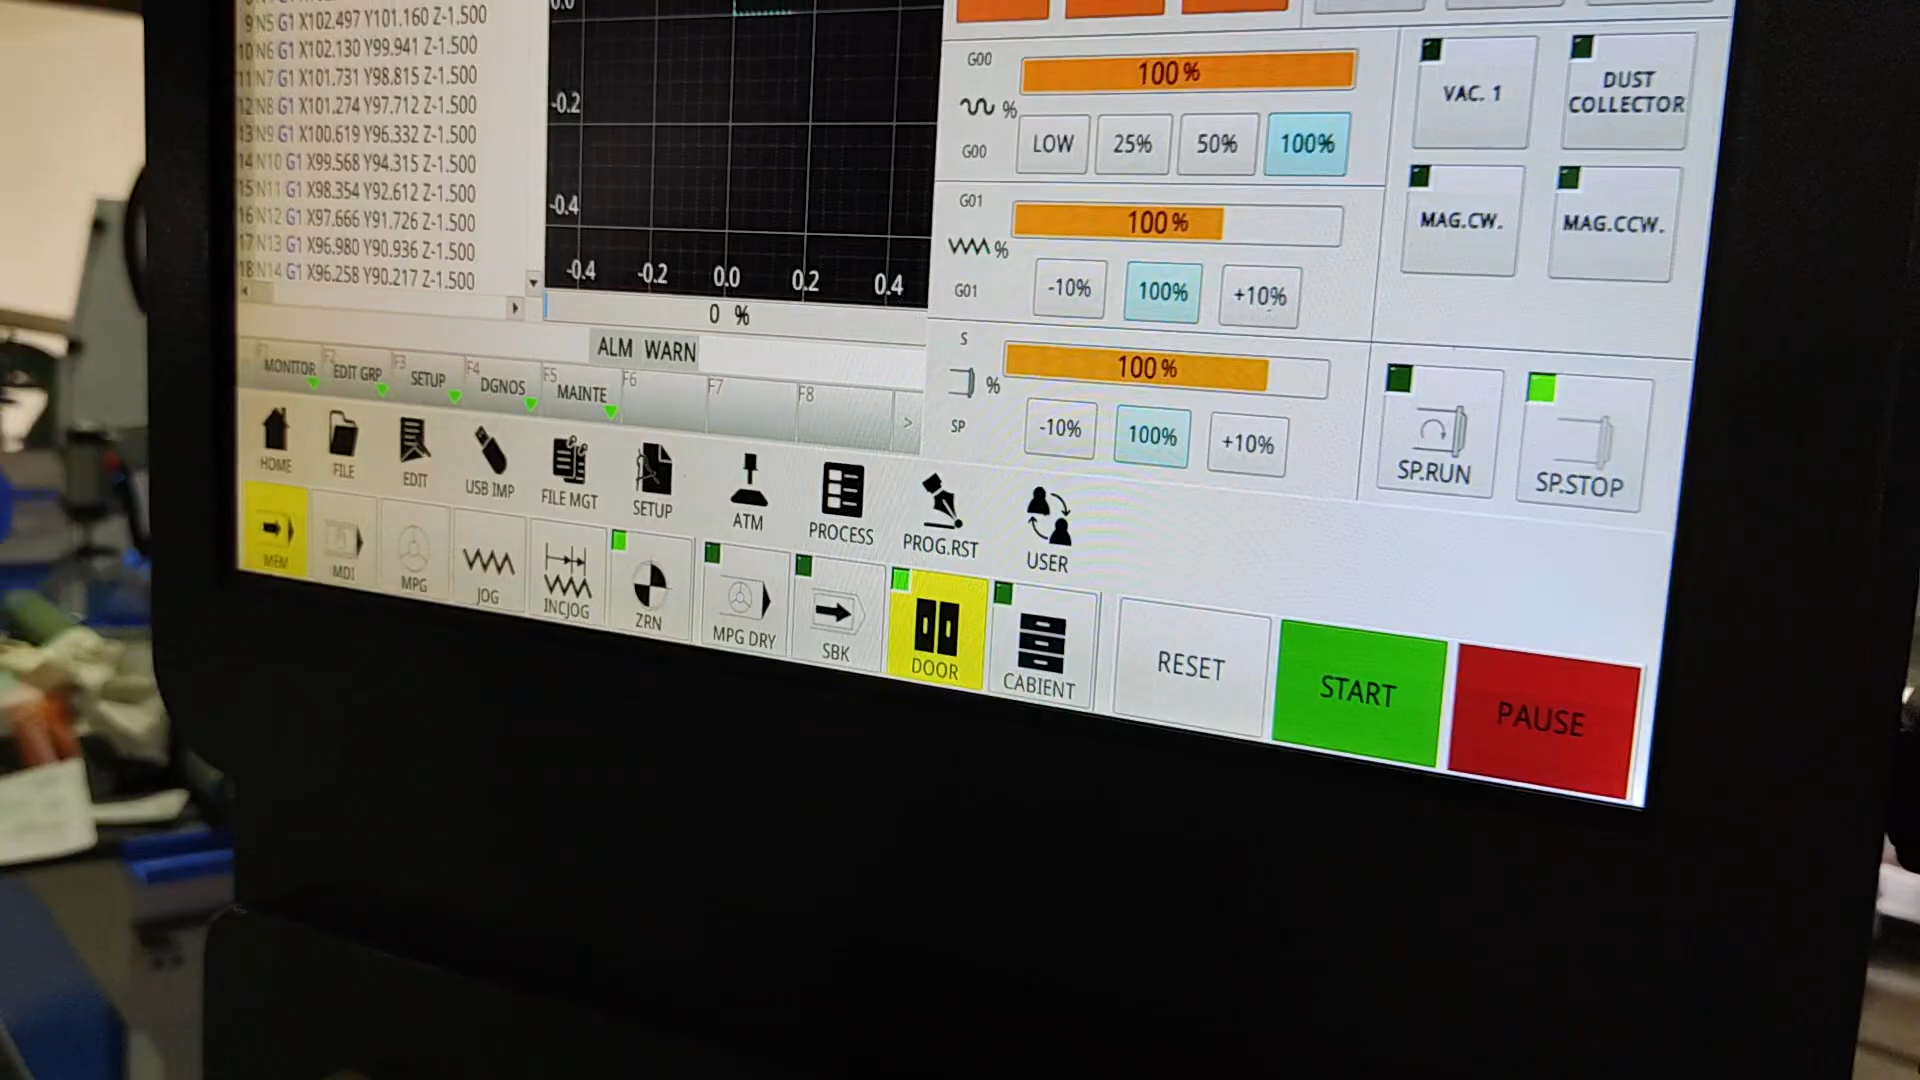 9 N5 G1 X102.497 Y101.160 Z-1.500
10 N6 G1 X102.130 Y99.941 Z-1.500
11 N7 G1 X101.731 Y98.815 Z-1.500
12 N8 G1 X101.274 Y97.712 Z-1.500
13 N9 G1 X100.619 Y96.332 Z-1.500
14 N10 G1 X99.568 Y94.315 Z-1.500
15 N11 G1 X98.354 Y92.612 Z-1.500
16 N12 G1 X97.666 Y91.726 Z-1.500
17 N13 G1 X96.980 Y90.936 Z-1.500
18 N14 G1 X96.258 Y90.217 Z-1.500
0.0
-0.2
-0.4
-0.4 -0.2 0.0 0.2 0.4
0 %
ALM WARN
F1 MONITOR
F2 EDIT GRP
F3 SETUP
F4 DGNOS
F5 MAINTE
F6
F7
F8
>
HOME
FILE
EDIT
USB IMP
FILE MGT
SETUP
ATM
PROCESS
PROG.RST
USER
MEM
MDI
MPG
JOG
INCJOG
ZRN
MPG DRY
SBK
DOOR
CABIENT
RESET
START
PAUSE
G00
100 %
%
LOW 25% 50% 100%
G00
G01
100 %
%
-10% 100% +10%
G01
S
100 %
%
-10% 100% +10%
SP
VAC. 1
DUST
COLLECTOR
MAG.CW.
MAG.CCW.
SP.RUN
SP.STOP